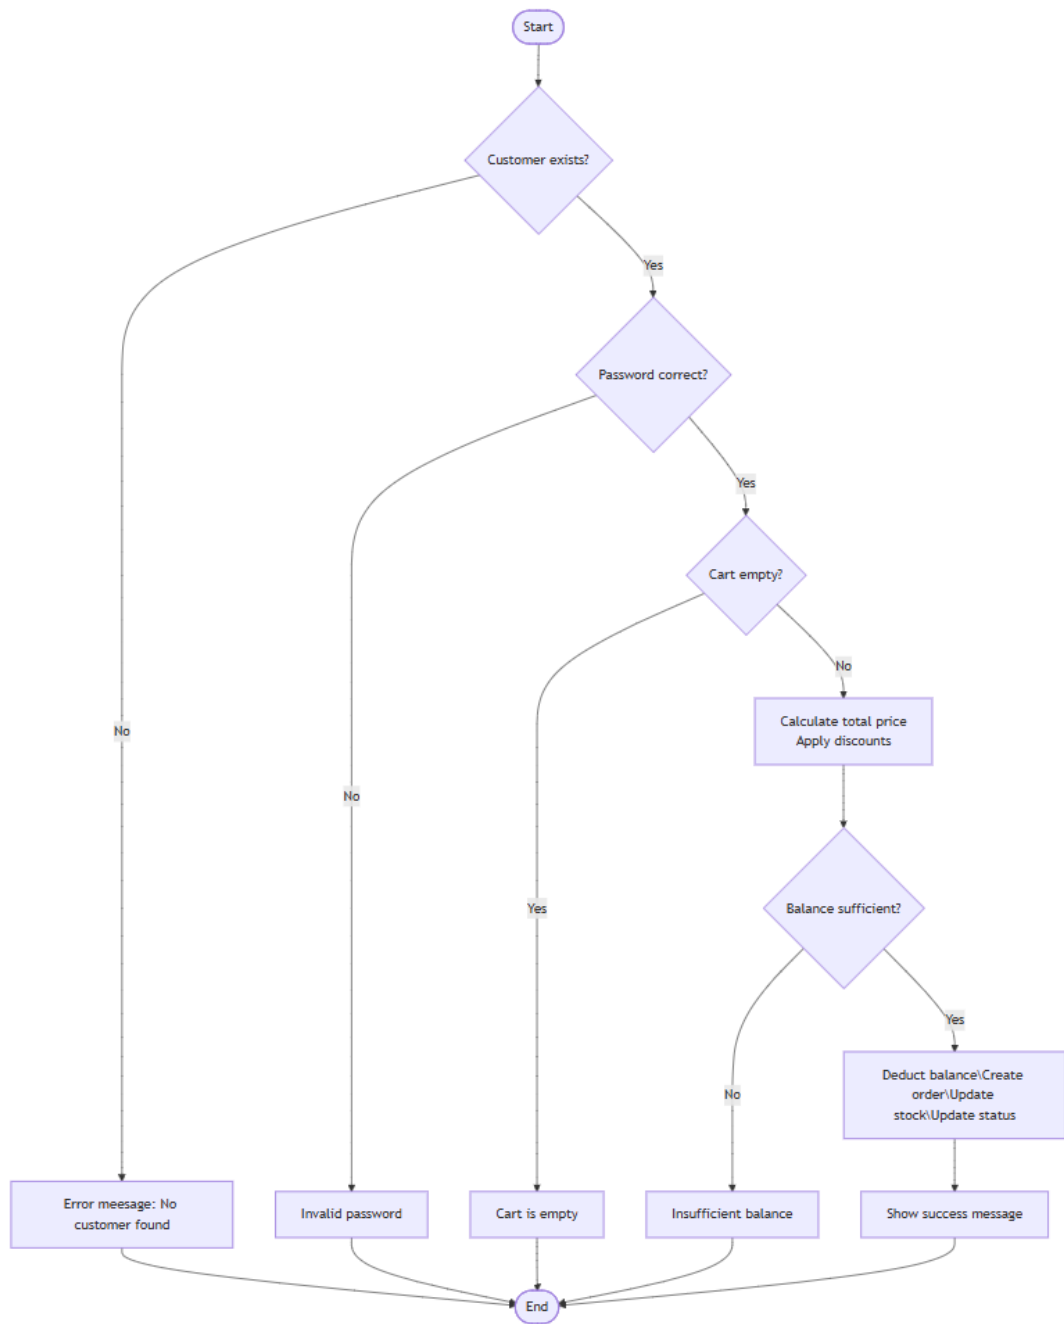 Start
Customer exists?
Yes
Password correct?
Yes
Cart empty?
No
Calculate total price
Apply discounts
No
No
Yes
Balance sufficient?
Yes
No
Deduct balance\Create
order\Update
stock\Update status
Error meesage: No
customer found
Invalid password
Cart is empty
Insufficient balance
Show success message
End